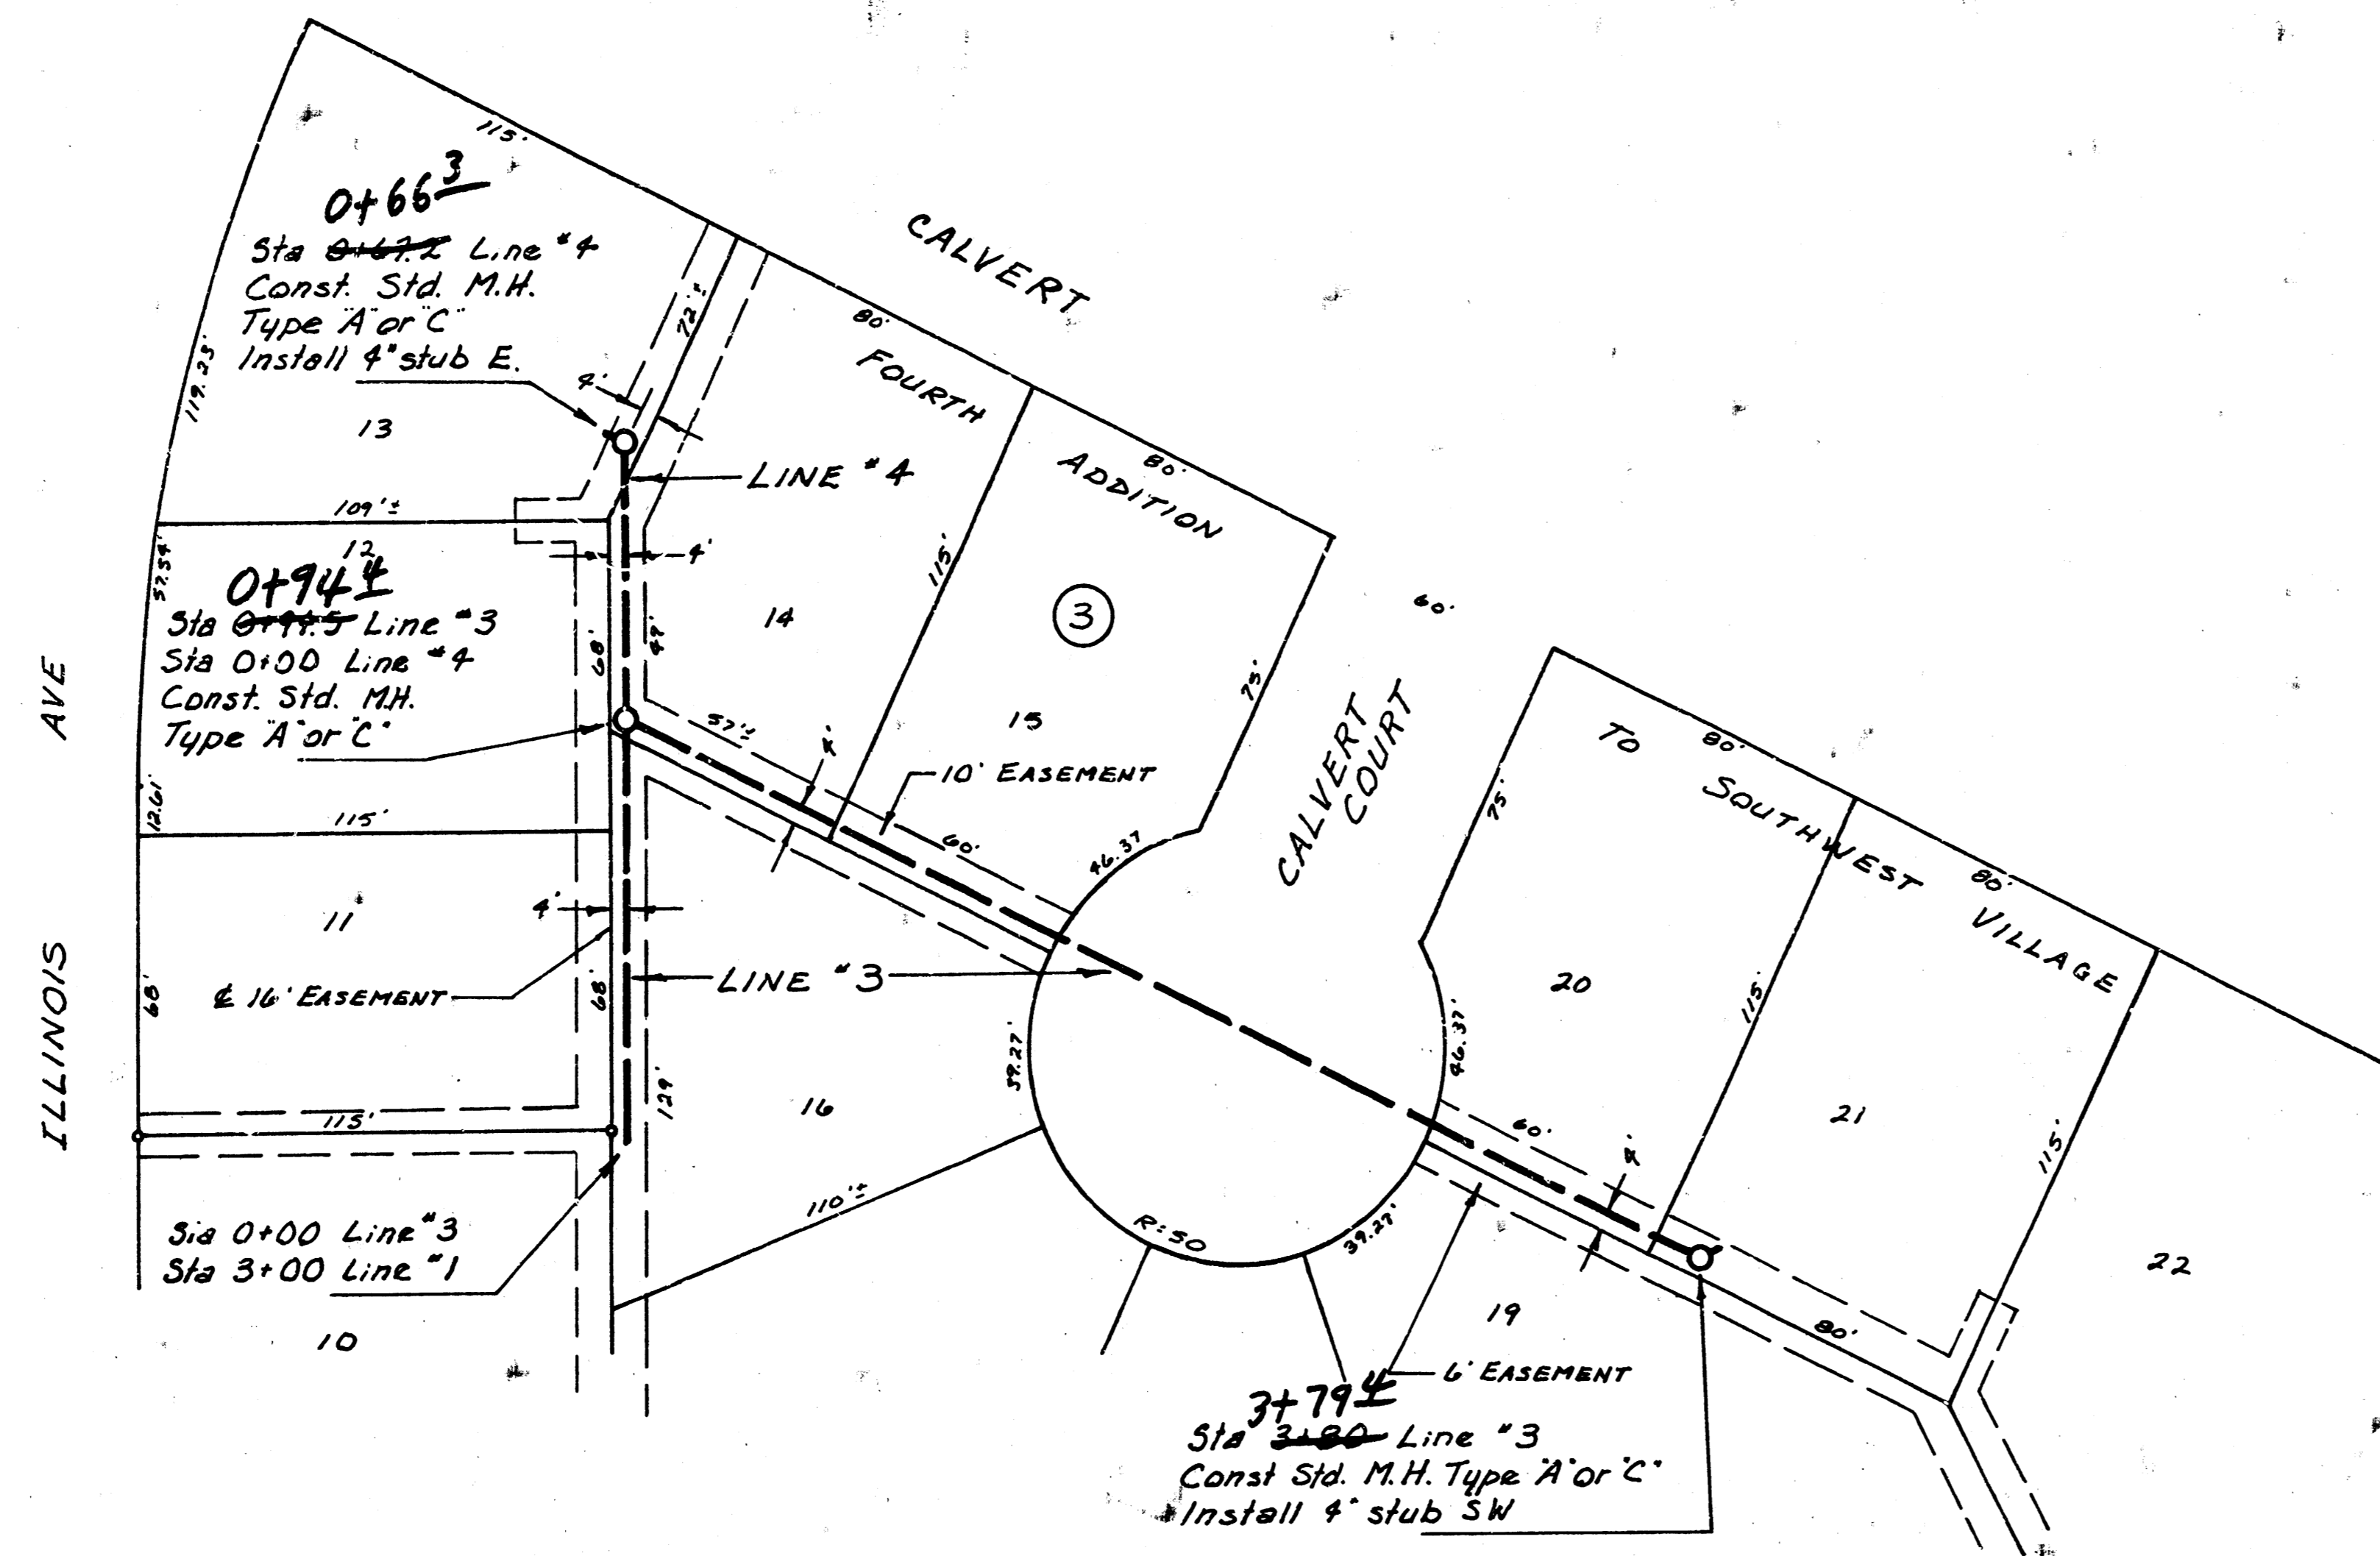 115'
0+66 3
Sta 0+67.2 Line #4
Const. Std. M.H.
Type "A" or "C"
Install 4" stub E.
119.25'
13
72'±
4'
LINE #4
109'±
12
57.54'
4'
0+94 4
Sta Line #3
Sta 0+00 Line #4
Const. Std. M.H.
Type "A" or "C"
68'
49'
12.61'
115'
11
4'
℄ 16' EASEMENT
68'
68'
115'
129'
Sta 0+00 Line #3
Sta 3+00 Line #1
10
ILLINOIS AVE
CALVERT
80'
FOURTH
80'
ADDITION
115'
14
3
75'
15
57'±
4'
10' EASEMENT
60'
46.37
60'
CALVERT
COURT
LINE #3
39.27'
16
110'±
R=50
39.27'
46.37'
TO
80'
SOUTHWEST
80'
VILLAGE
75'
20
115'
21
115'
60'
4'
22
80'
19
6' EASEMENT
3+79 4
Sta 3+80 Line #3
Const Std. M.H. Type "A" or "C"
Install 4" stub SW